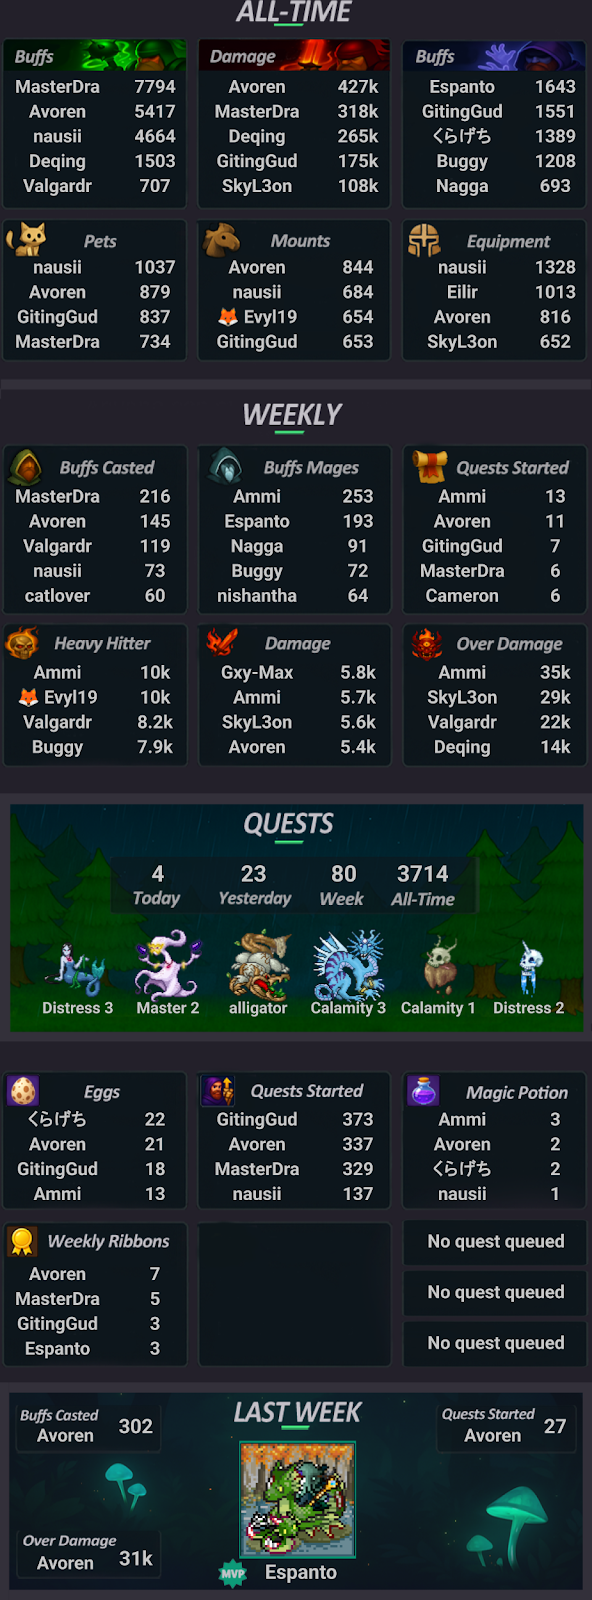 ALL-TIME
Buffs
MasterDra 7794
Avoren 5417
nausii 4664
Deqing 1503
Valgardr 707
Damage
Avoren 427k
MasterDra 318k
Deqing 265k
GitingGud 175k
SkyL3on 108k
Buffs
Espanto 1643
GitingGud 1551
くらげち 1389
Buggy 1208
Nagga 693
Pets
nausii 1037
Avoren 879
GitingGud 837
MasterDra 734
Mounts
Avoren 844
nausii 684
🦊 Evyl19 654
GitingGud 653
Equipment
nausii 1328
Eilir 1013
Avoren 816
SkyL3on 652
WEEKLY
Buffs Casted
MasterDra 216
Avoren 145
Valgardr 119
nausii 73
catlover 60
Buffs Mages
Ammi 253
Espanto 193
Nagga 91
Buggy 72
nishantha 64
Quests Started
Ammi 13
Avoren 11
GitingGud 7
MasterDra 6
Cameron 6
Heavy Hitter
Ammi 10k
🦊 Evyl19 10k
Valgardr 8.2k
Buggy 7.9k
Damage
Gxy-Max 5.8k
Ammi 5.7k
SkyL3on 5.6k
Avoren 5.4k
Over Damage
Ammi 35k
SkyL3on 29k
Valgardr 22k
Deqing 14k
QUESTS
4 23 80 3714
Today Yesterday Week All-Time
Distress 3 Master 2 alligator Calamity 3 Calamity 1 Distress 2
Eggs
くらげち 22
Avoren 21
GitingGud 18
Ammi 13
Quests Started
GitingGud 373
Avoren 337
MasterDra 329
nausii 137
Magic Potion
Ammi 3
Avoren 2
くらげち 2
nausii 1
Weekly Ribbons
Avoren 7
MasterDra 5
GitingGud 3
Espanto 3
No quest queued
No quest queued
No quest queued
LAST WEEK
Buffs Casted
Avoren 302
Quests Started
Avoren 27
Over Damage
Avoren 31k
MVP Espanto